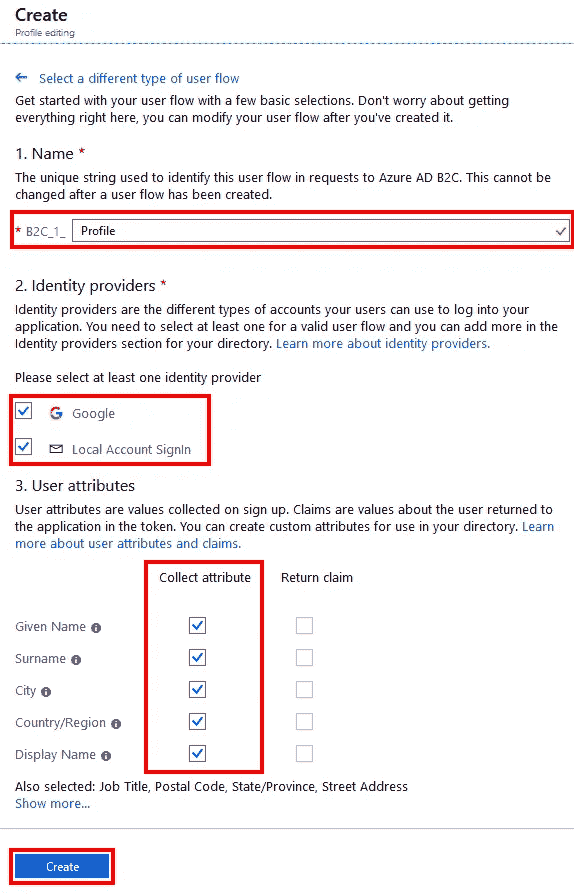 Create
Profile editing
Select a different type of user flow
Get started with your user flow with a few basic selections. Don't worry about getting
everything right here, you can modify your user flow after you've created it.
1. Name *
The unique string used to identify this user flow in requests to Azure AD B2C. This cannot be
changed after a user flow has been created.
* B2C_1_ Profile
2. Identity providers *
Identity providers are the different types of accounts your users can use to log into your
application. You need to select at least one for a valid user flow and you can add more in the
Identity providers section for your directory. Learn more about identity providers.
Please select at least one identity provider
Google
Local Account SignIn
3. User attributes
User attributes are values collected on sign up. Claims are values about the user returned to
the application in the token. You can create custom attributes for use in your directory. Learn
more about user attributes and claims.
Collect attribute Return claim
Given Name
Surname
City
Country/Region
Display Name
Also selected: Job Title, Postal Code, State/Province, Street Address
Show more...
Create